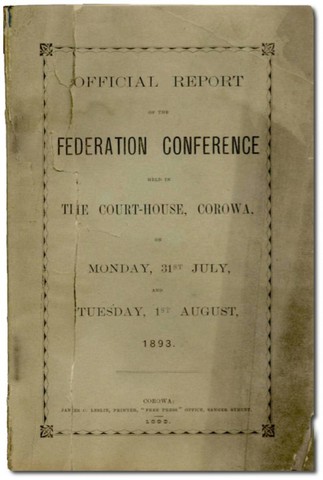 OFFICIAL REPORT
OF THE
FEDERATION CONFERENCE
HELD IN
THE COURT-HOUSE, COROWA,
ON
MONDAY, 31ST JULY,
AND
TUESDAY, 1ST AUGUST,
1893.
COROWA:
JAMES C. LESLIE, PRINTER, "FREE PRESS" OFFICE, SANGER STREET.